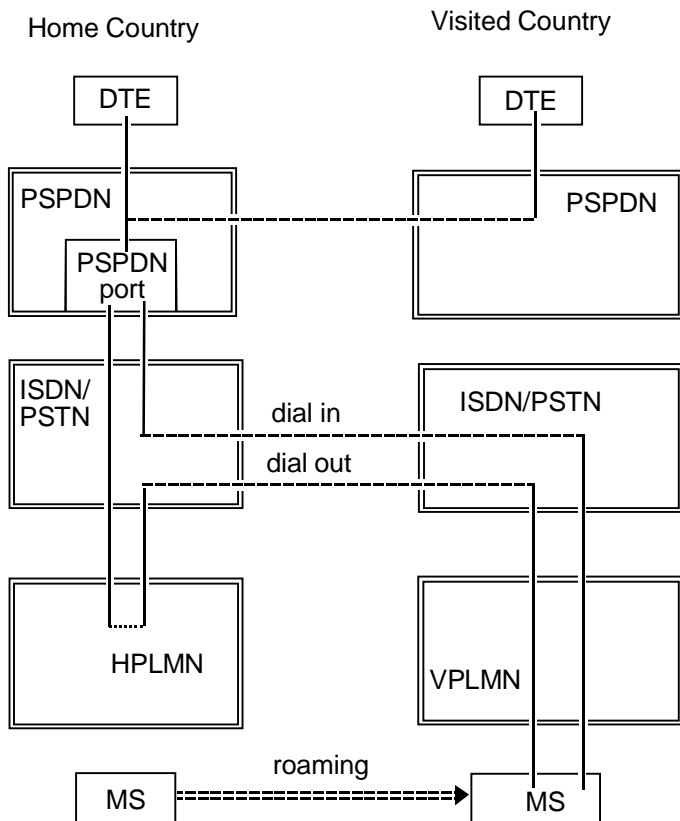 Home Country
Visited Country
DTE
DTE
PSPDN
PSPDN
PSPDN
port
ISDN/
PSTN
ISDN/PSTN
dial in
dial out
HPLMN
VPLMN
roaming
MS
MS